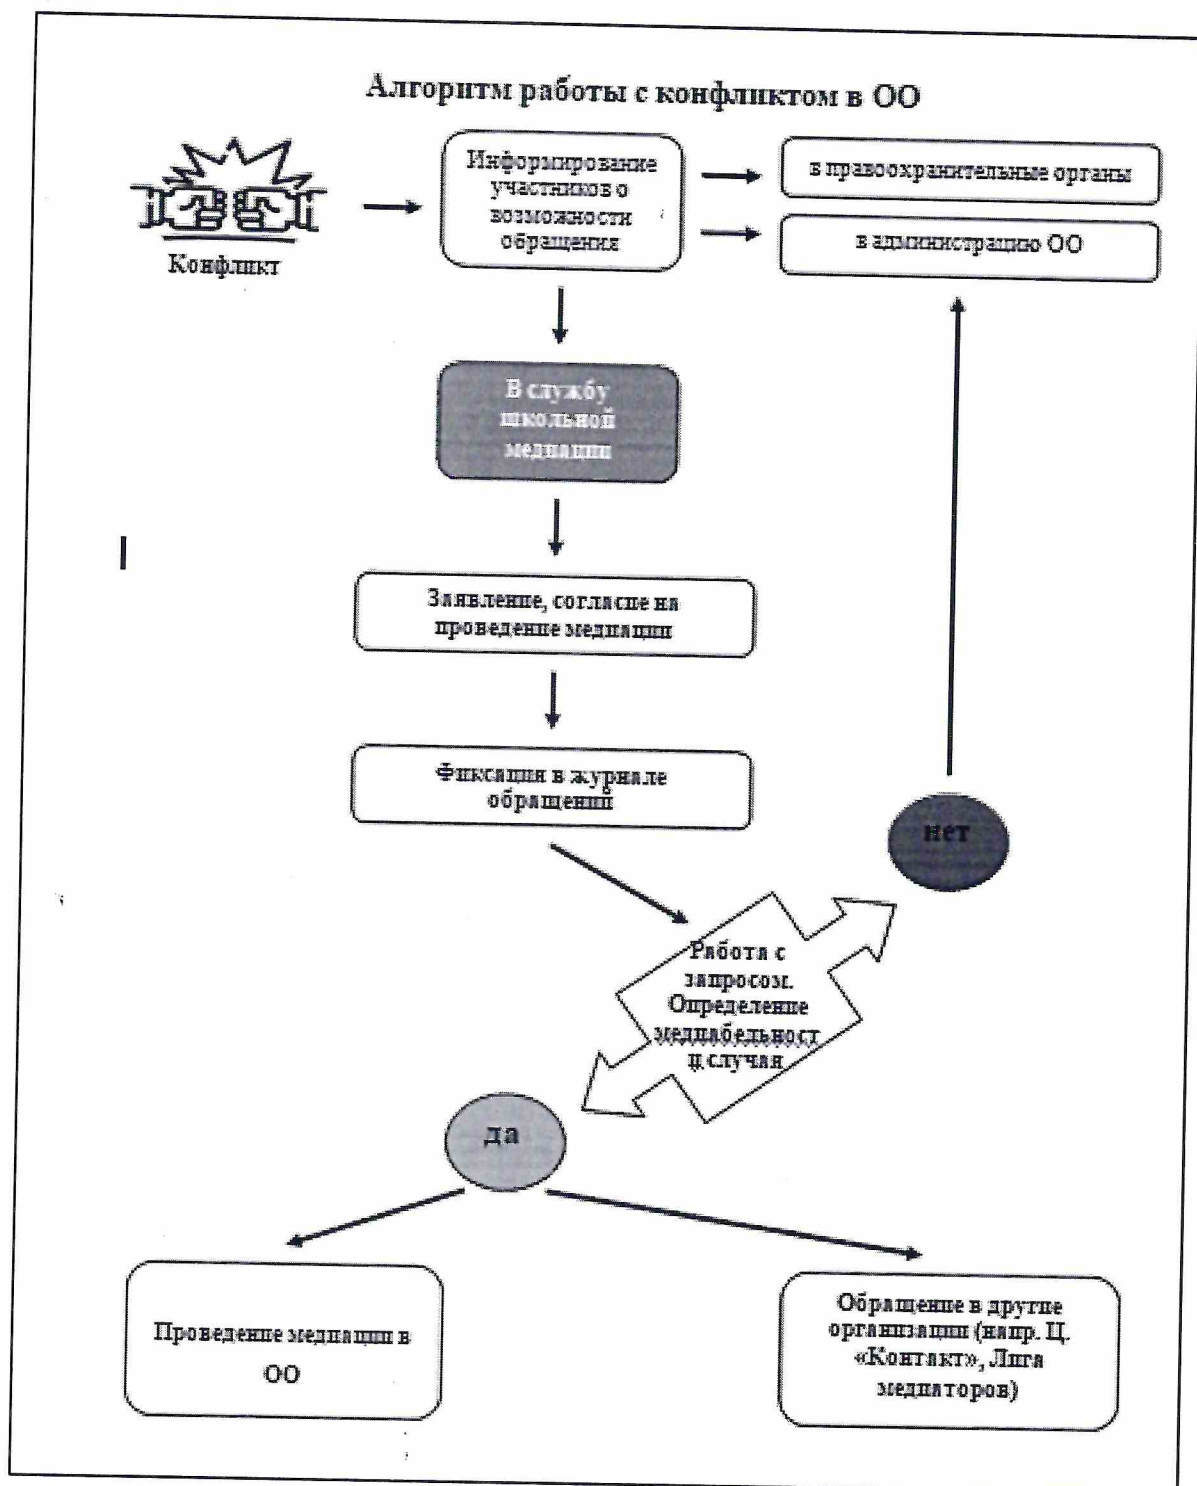 Алгоритм работы с конфликтом в ОО
Конфликт
Информирование
участников о
возможности
обращения
в правоохранительные органы
в администрацию ОО
В службу
школьной
медиации
Заявление, согласие на
проведение медиации
Фиксация в журнале
обращений
нет
Работа с
запросом.
Определение
медиабельност
и случая
да
Проведение медиации в
ОО
Обращение в другие
организации (напр. Ц.
«Контакт», Лига
медиаторов)